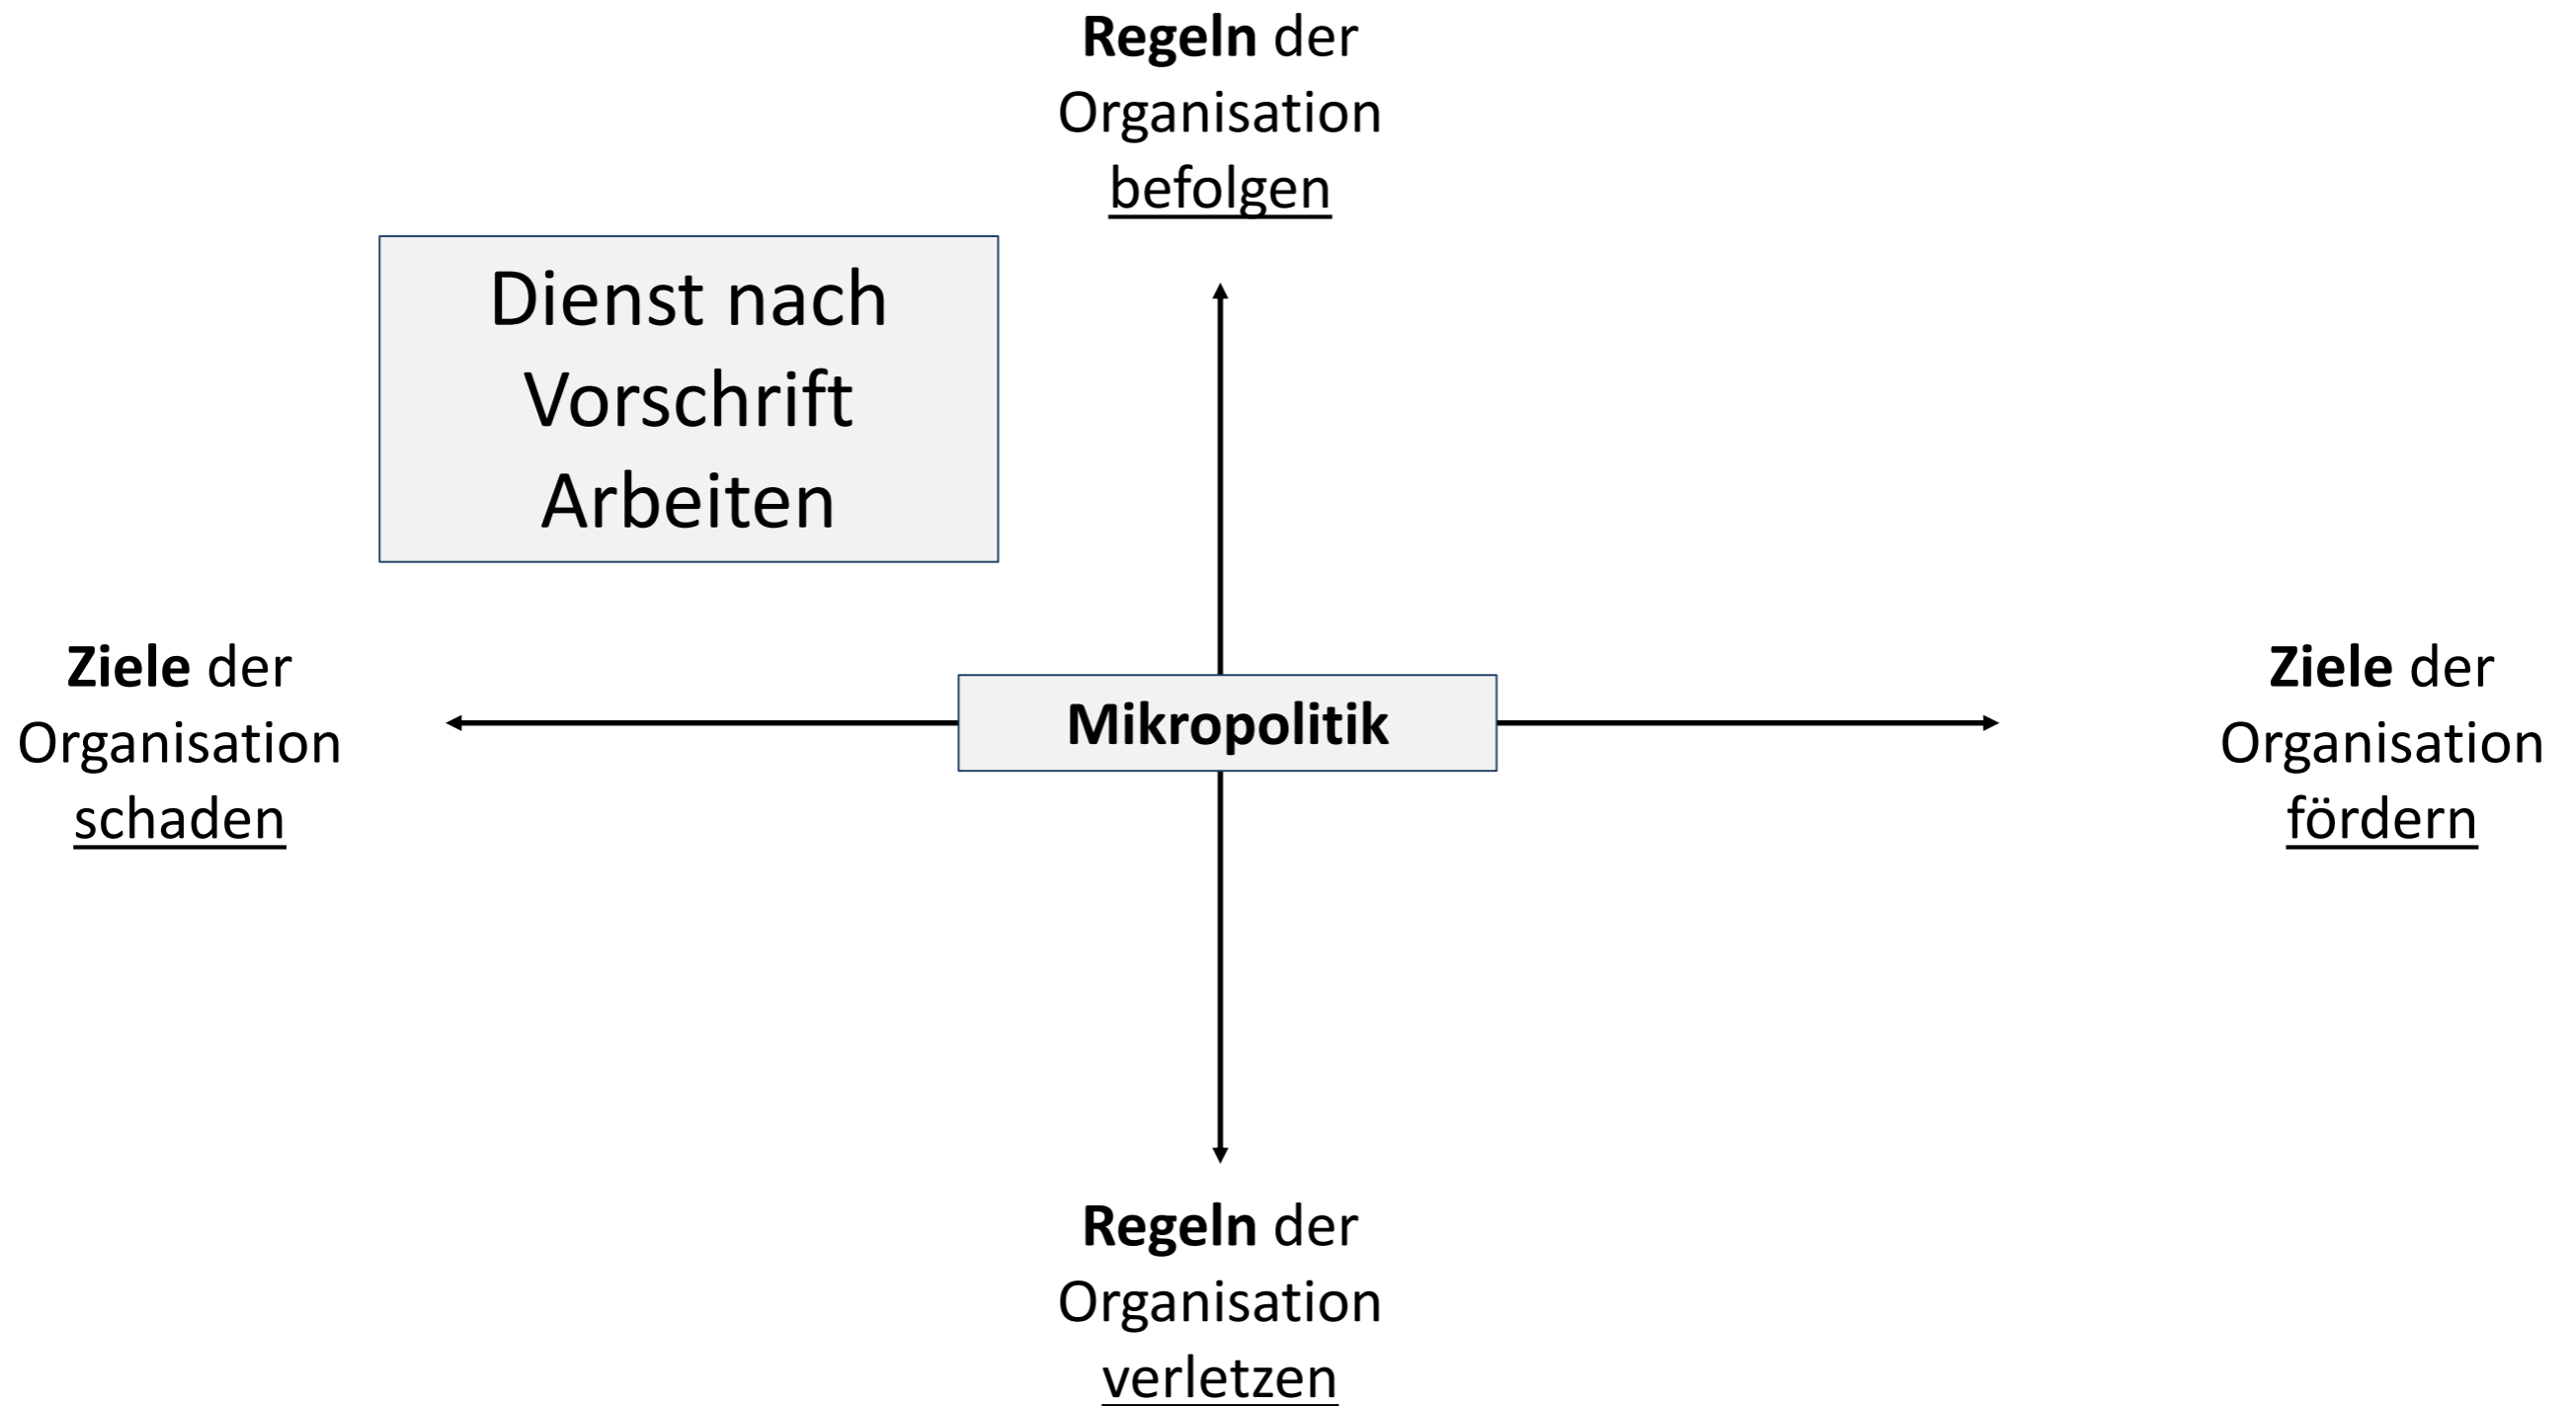 Regeln der
Organisation
befolgen
Dienst nach
Vorschrift
Arbeiten
Ziele der
Organisation
schaden
Mikropolitik
Ziele der
Organisation
fördern
Regeln der
Organisation
verletzen